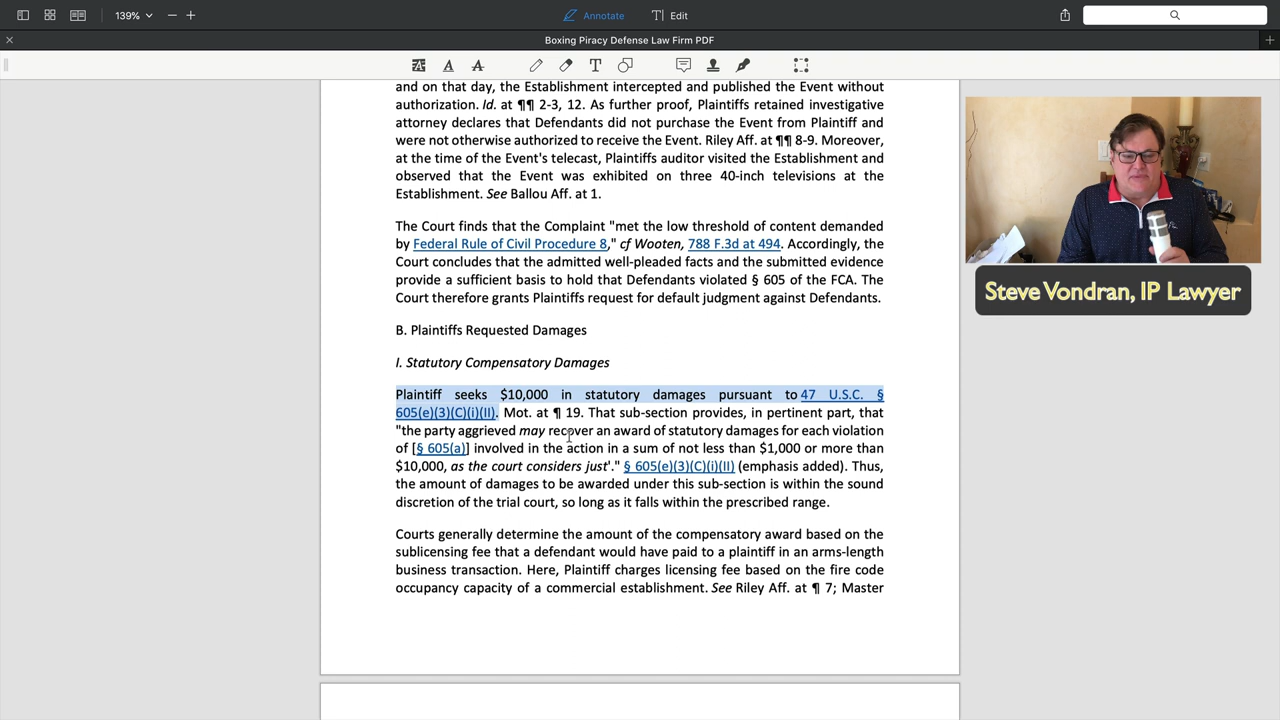 139%
Annotate
Edit
Boxing Piracy Defense Law Firm PDF
and on that day, the Establishment intercepted and published the Event without
authorization. Id. at ¶¶ 2-3, 12. As further proof, Plaintiffs retained investigative
attorney declares that Defendants did not purchase the Event from Plaintiff and
were not otherwise authorized to receive the Event. Riley Aff. at ¶¶ 8-9. Moreover,
at the time of the Event's telecast, Plaintiffs auditor visited the Establishment and
observed that the Event was exhibited on three 40-inch televisions at the
Establishment. See Ballou Aff. at 1.
The Court finds that the Complaint "met the low threshold of content demanded
by Federal Rule of Civil Procedure 8," cf Wooten, 788 F.3d at 494. Accordingly, the
Court concludes that the admitted well-pleaded facts and the submitted evidence
provide a sufficient basis to hold that Defendants violated § 605 of the FCA. The
Court therefore grants Plaintiffs request for default judgment against Defendants.
B. Plaintiffs Requested Damages
I. Statutory Compensatory Damages
Plaintiff seeks $10,000 in statutory damages pursuant to 47 U.S.C. §
605(e)(3)(C)(i)(II). Mot. at ¶ 19. That sub-section provides, in pertinent part, that
"the party aggrieved may recover an award of statutory damages for each violation
of [§ 605(a)] involved in the action in a sum of not less than $1,000 or more than
$10,000, as the court considers just'." § 605(e)(3)(C)(i)(II) (emphasis added). Thus,
the amount of damages to be awarded under this sub-section is within the sound
discretion of the trial court, so long as it falls within the prescribed range.
Courts generally determine the amount of the compensatory award based on the
sublicensing fee that a defendant would have paid to a plaintiff in an arms-length
business transaction. Here, Plaintiff charges licensing fee based on the fire code
occupancy capacity of a commercial establishment. See Riley Aff. at ¶ 7; Master
Steve Vondran, IP Lawyer